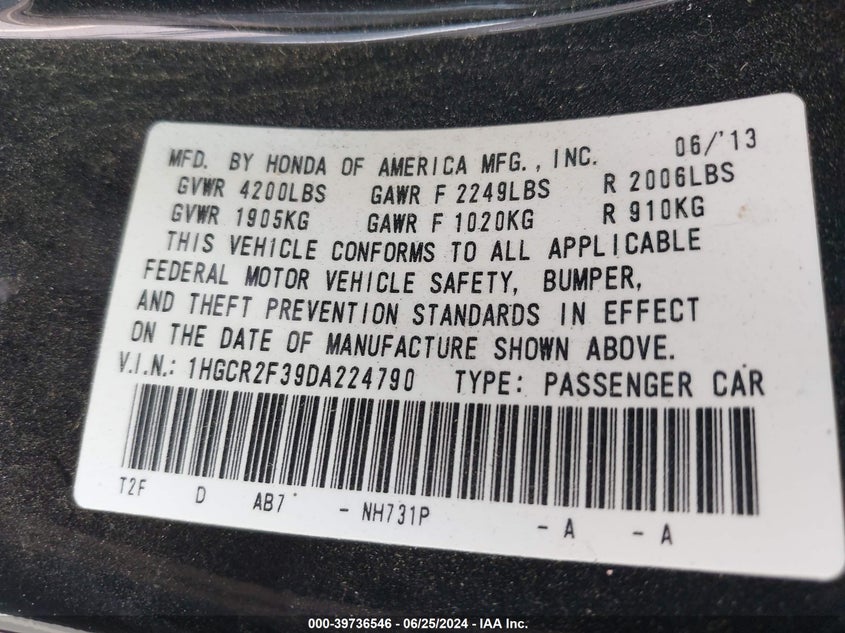 MFD. BY HONDA OF AMERICA MFG., INC. 06/'13
GVWR 4200LBS GAWR F 2249LBS R 2006LBS
GVWR 1905KG GAWR F 1020KG R 910KG
THIS VEHICLE CONFORMS TO ALL APPLICABLE
FEDERAL MOTOR VEHICLE SAFETY, BUMPER,
AND THEFT PREVENTION STANDARDS IN EFFECT
ON THE DATE OF MANUFACTURE SHOWN ABOVE.
V.I.N.: 1HGCR2F39DA224790 TYPE: PASSENGER CAR
T2F D AB7 - NH731P - A - A
000-39736546 - 06/25/2024 - IAA Inc.